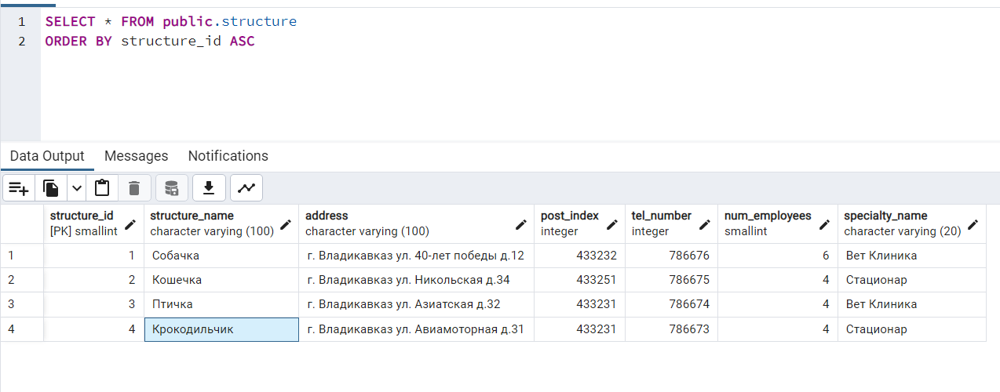 1 SELECT * FROM public.structure
2 ORDER BY structure_id ASC
Data Output Messages Notifications
structure_id structure_name address post_index tel_number num_employees specialty_name
[PK] smallint character varying (100) character varying (100) integer integer smallint character varying (20)
1 1 Собачка г. Владикавказ ул. 40-лет победы д.12 433232 786676 6 Вет Клиника
2 2 Кошечка г. Владикавказ ул. Никольская д.34 433251 786675 4 Стационар
3 3 Птичка г. Владикавказ ул. Азиатская д.32 433231 786674 4 Вет Клиника
4 4 Крокодильчик г. Владикавказ ул. Авиамоторная д.31 433231 786673 4 Стационар